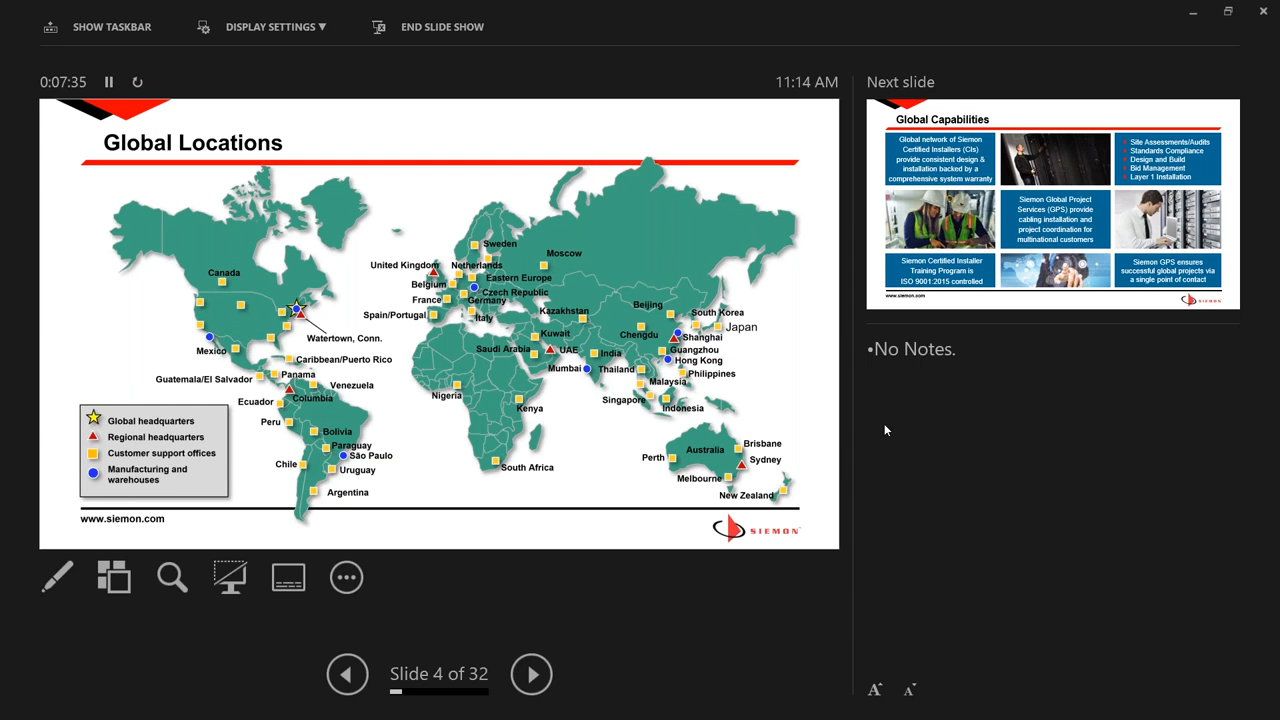 SHOW TASKBAR
DISPLAY SETTINGS ▼
END SLIDE SHOW
0:07:35
11:14 AM
Next slide
Global Locations
Canada
Mexico
Watertown, Conn.
Caribbean/Puerto Rico
Guatemala/El Salvador
Panama
Venezuela
Ecuador
Columbia
Peru
Bolivia
Paraguay
São Paulo
Chile
Uruguay
Argentina
United Kingdom
Sweden
Netherlands
Moscow
Belgium
Eastern Europe
Czech Republic
France
Germany
Spain/Portugal
Italy
Kazakhstan
Beijing
South Korea
Japan
Kuwait
Chengdu
Shanghai
Saudi Arabia
UAE
India
Guangzhou
Hong Kong
Mumbai
Thailand
Philippines
Malaysia
Nigeria
Kenya
Singapore
Indonesia
South Africa
Australia
Brisbane
Perth
Sydney
Melbourne
New Zealand
Global headquarters
Regional headquarters
Customer support offices
Manufacturing and
warehouses
www.siemon.com
SIEMON
Global Capabilities
Global network of Siemon
Certified Installers (CIs)
provide consistent design &
installation backed by a
comprehensive system warranty
Site Assessments/Audits
Standards Compliance
Design and Build
Bid Management
Layer 1 Installation
Siemon Global Project
Services (GPS) provide
cabling installation and
project coordination for
multinational customers
Siemon Certified Installer
Training Program is
ISO 9001:2015 controlled
Siemon GPS ensures
successful global projects via
a single point of contact
www.siemon.com
SIEMON
•No Notes.
Slide 4 of 32
A A